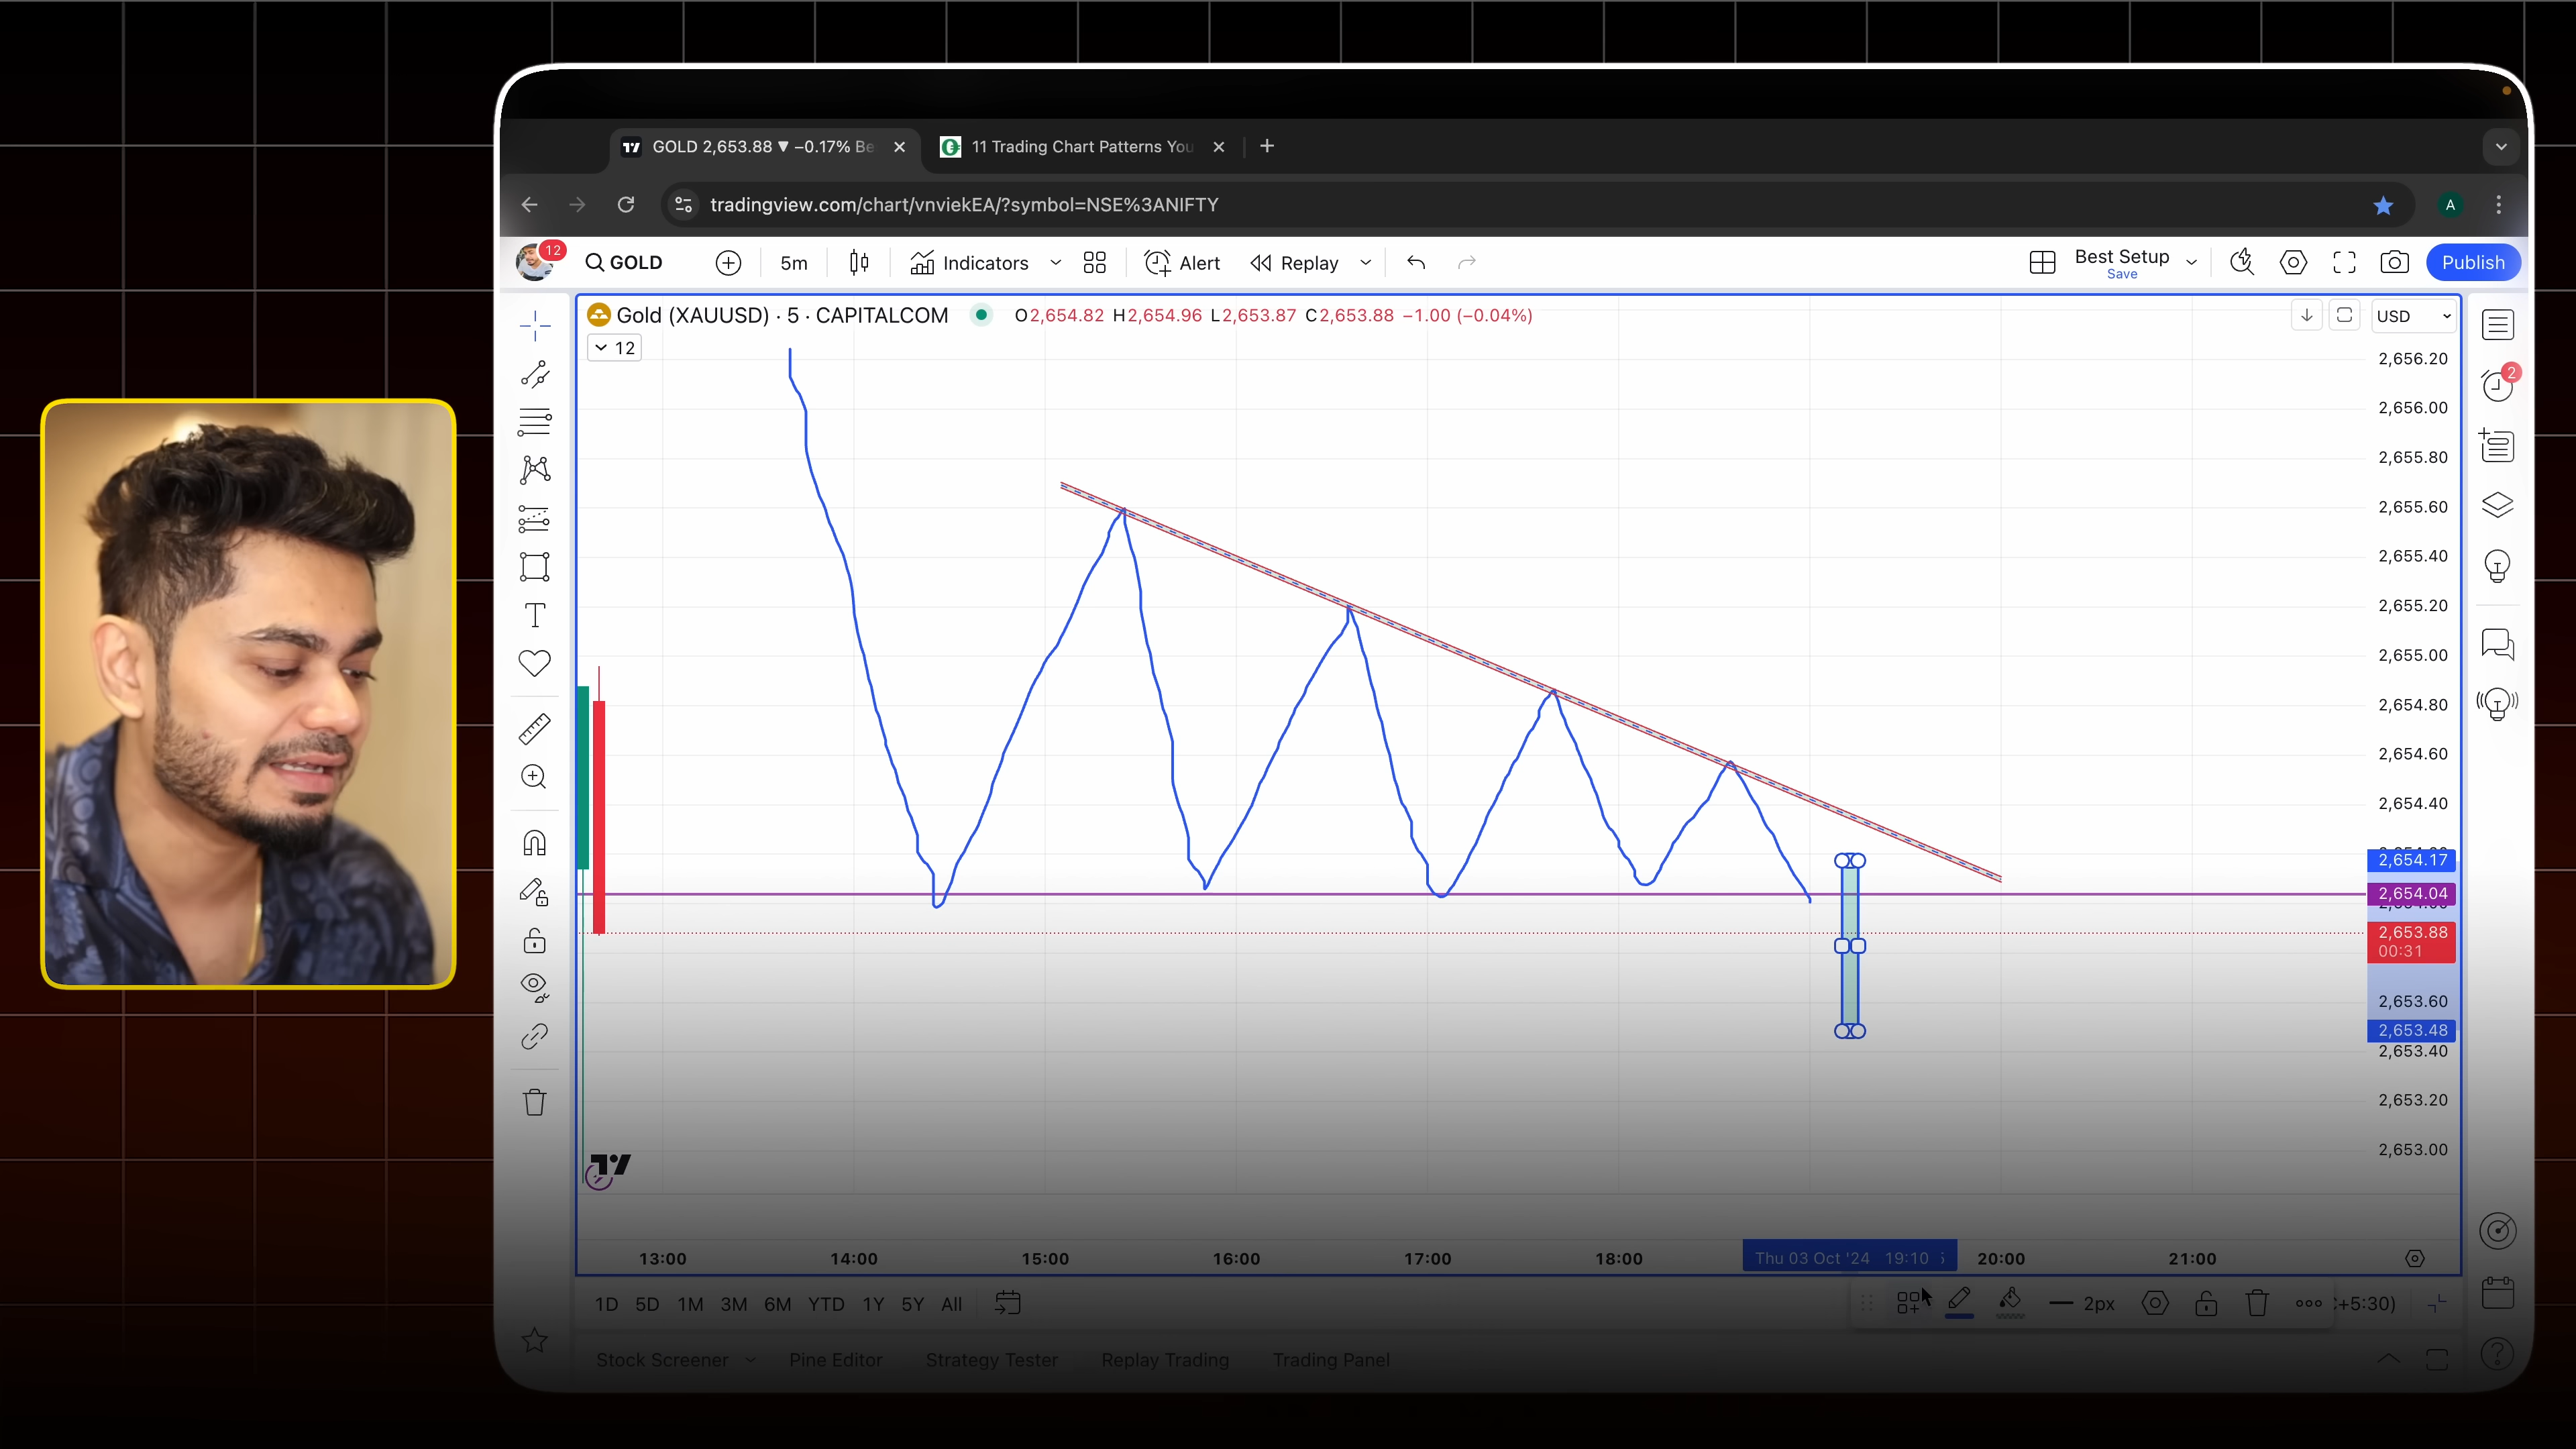 GOLD 2,653.88 ▼ −0.17% Be
11 Trading Chart Patterns You
tradingview.com/chart/vnviekEA/?symbol=NSE%3ANIFTY
A
12
GOLD
5m
Indicators
Alert
Replay
Best Setup
Save
Publish
Gold (XAUUSD) · 5 · CAPITALCOM
O2,654.82 H2,654.96 L2,653.87 C2,653.88 −1.00 (−0.04%)
USD
12
2
2,656.20
2,656.00
2,655.80
2,655.60
2,655.40
2,655.20
2,655.00
2,654.80
2,654.60
2,654.40
2,654.17
2,654.04
2,653.88
00:31
2,653.60
2,653.48
2,653.40
2,653.20
2,653.00
13:00 14:00 15:00 16:00 17:00 18:00 Thu 03 Oct '24 19:10 20:00 21:00
1D 5D 1M 3M 6M YTD 1Y 5Y All
2px
+5:30)
Stock Screener Pine Editor Strategy Tester Replay Trading Trading Panel